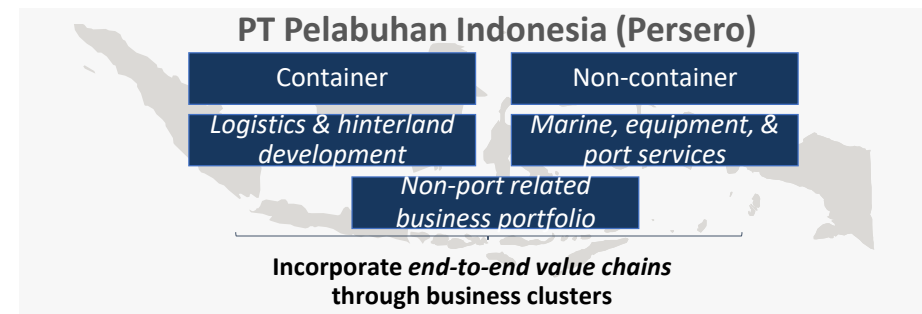 PT Pelabuhan Indonesia (Persero)
Container
Non-container
Logistics & hinterland
development
Marine, equipment, &
port services
Non-port related
business portfolio
Incorporate end-to-end value chains
through business clusters